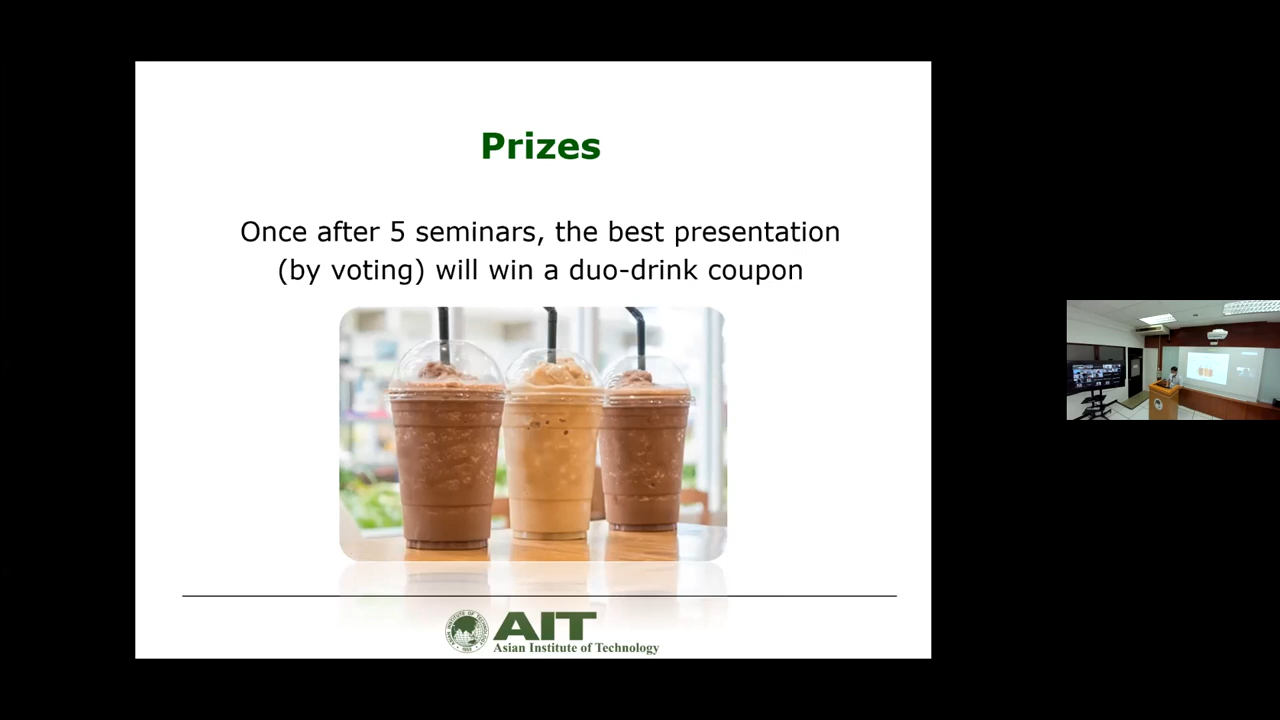 Prizes
Once after 5 seminars, the best presentation
(by voting) will win a duo-drink coupon
AIT
Asian Institute of Technology